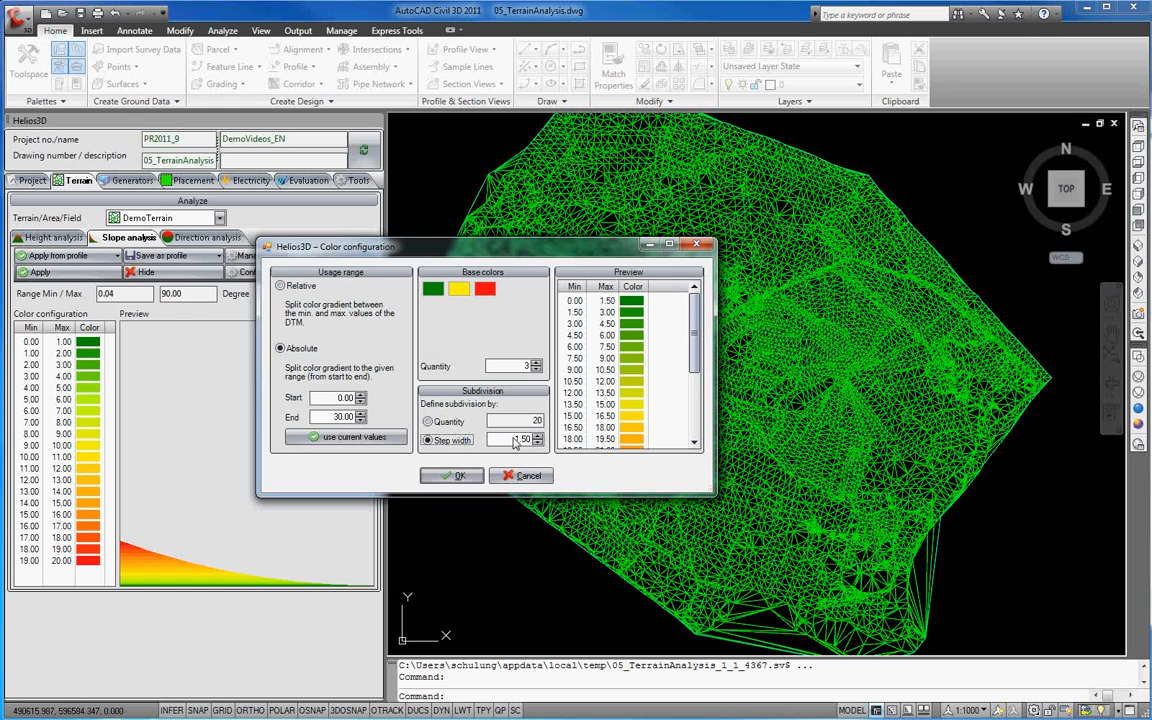 AutoCAD Civil 3D 2011 05_TerrainAnalysis.dwg
Type a keyword or phrase
Home Insert Annotate Modify Analyze View Output Manage Express Tools
Toolspace
Import Survey Data
Points
Surfaces
Parcel
Feature Line
Grading
Alignment
Profile
Corridor
Intersections
Assembly
Pipe Network
Profile View
Sample Lines
Section Views
Match Properties
Unsaved Layer State
0
Paste
Palettes Create Ground Data Create Design Profile & Section Views Draw Modify Layers Clipboard
Helios3D
Project no./name PR2011_9 DemoVideos_EN
Drawing number / description 05_TerrainAnalysis
Project Terrain Generators Placement Electricity Evaluation Tools
Analyze
Terrain/Area/Field DemoTerrain
Height analysis Slope analysis Direction analysis
Apply from profile Save as profile
Apply Hide
Range Min / Max 0.04 90.00 Degree
Color configuration Preview
Min Max Color
0.00 1.00
1.00 2.00
2.00 3.00
3.00 4.00
4.00 5.00
5.00 6.00
6.00 7.00
7.00 8.00
8.00 9.00
9.00 10.00
10.00 11.00
11.00 12.00
12.00 13.00
13.00 14.00
14.00 15.00
15.00 16.00
16.00 17.00
17.00 18.00
18.00 19.00
19.00 20.00
Helios3D – Color configuration
Usage range
Relative
Split color gradient between
the min. and max. values of the
DTM.
Absolute
Split color gradient to the given
range (from start to end).
Start 0.00
End 30.00
use current values
Base colors
Quantity 3
Subdivision
Define subdivision by:
Quantity 20
Step width 1.50
Preview
Min Max Color
0.00 1.50
1.50 3.00
3.00 4.50
4.50 6.00
6.00 7.50
7.50 9.00
9.00 10.50
10.50 12.00
12.00 13.50
13.50 15.00
15.00 16.50
16.50 18.00
18.00 19.50
OK Cancel
N
W TOP E
S
WCS
Y
X
C:\Users\schulung\appdata\local\temp\05_TerrainAnalysis_1_1_4367.sv$ ...
Command:
Command:
490615.987, 596584.347, 0.000 INFER SNAP GRID ORTHO POLAR OSNAP 3DOSNAP OTRACK DUCS DYN LWT TPY QP SC MODEL 1:1000